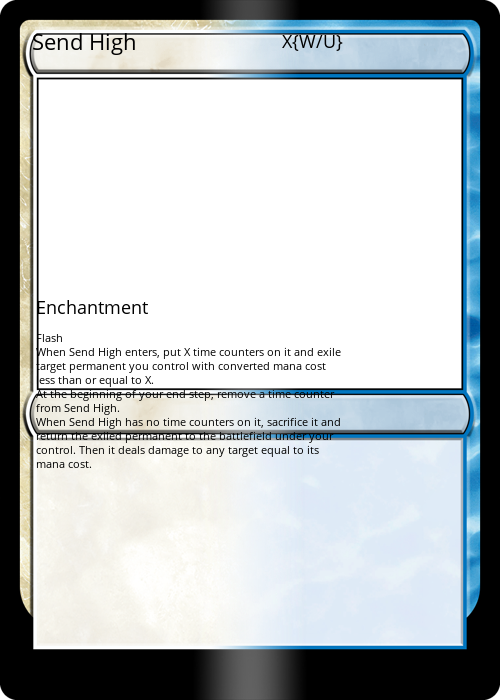 Send High X{W/U}
Enchantment
Flash
When Send High enters, put X time counters on it and exile
target permanent you control with converted mana cost
less than or equal to X.
At the beginning of your end step, remove a time counter
from Send High.
When Send High has no time counters on it, sacrifice it and
return the exiled permanent to the battlefield under your
control. Then it deals damage to any target equal to its
mana cost.